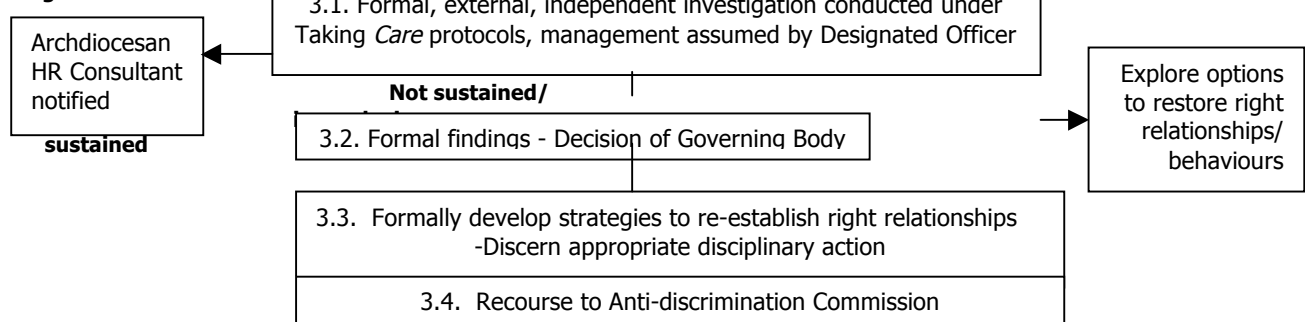 3.1. Formal, external, independent investigation conducted under
Taking Care protocols, management assumed by Designated Officer
Archdiocesan
HR Consultant
notified
sustained
Not sustained/
Explore options
to restore right
relationships/
behaviours
3.2. Formal findings - Decision of Governing Body
3.3. Formally develop strategies to re-establish right relationships
-Discern appropriate disciplinary action
3.4. Recourse to Anti-discrimination Commission